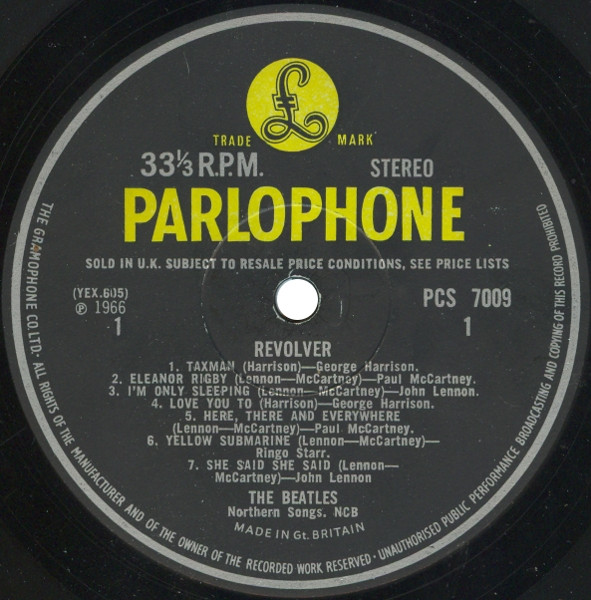 £
TRADE MARK
33⅓ R.P.M. STEREO
PARLOPHONE
SOLD IN U.K. SUBJECT TO RESALE PRICE CONDITIONS, SEE PRICE LISTS
(YEX.605) PCS 7009
℗ 1966
1 1
REVOLVER
1. TAXMAN (Harrison)—George Harrison.
2. ELEANOR RIGBY (Lennon—McCartney)—Paul McCartney.
3. I'M ONLY SLEEPING (Lennon—McCartney)—John Lennon.
4. LOVE YOU TO (Harrison)—George Harrison.
5. HERE, THERE AND EVERYWHERE
(Lennon—McCartney)—Paul McCartney.
6. YELLOW SUBMARINE (Lennon—McCartney)—
Ringo Starr.
7. SHE SAID SHE SAID (Lennon—
McCartney)—John Lennon
THE BEATLES
Northern Songs. NCB
MADE IN Gt. BRITAIN
THE GRAMOPHONE CO. LTD· ALL RIGHTS OF THE MANUFACTURER AND OF THE OWNER OF THE RECORDED WORK RESERVED · UNAUTHORISED PUBLIC PERFORMANCE BROADCASTING AND COPYING OF THIS RECORD PROHIBITED